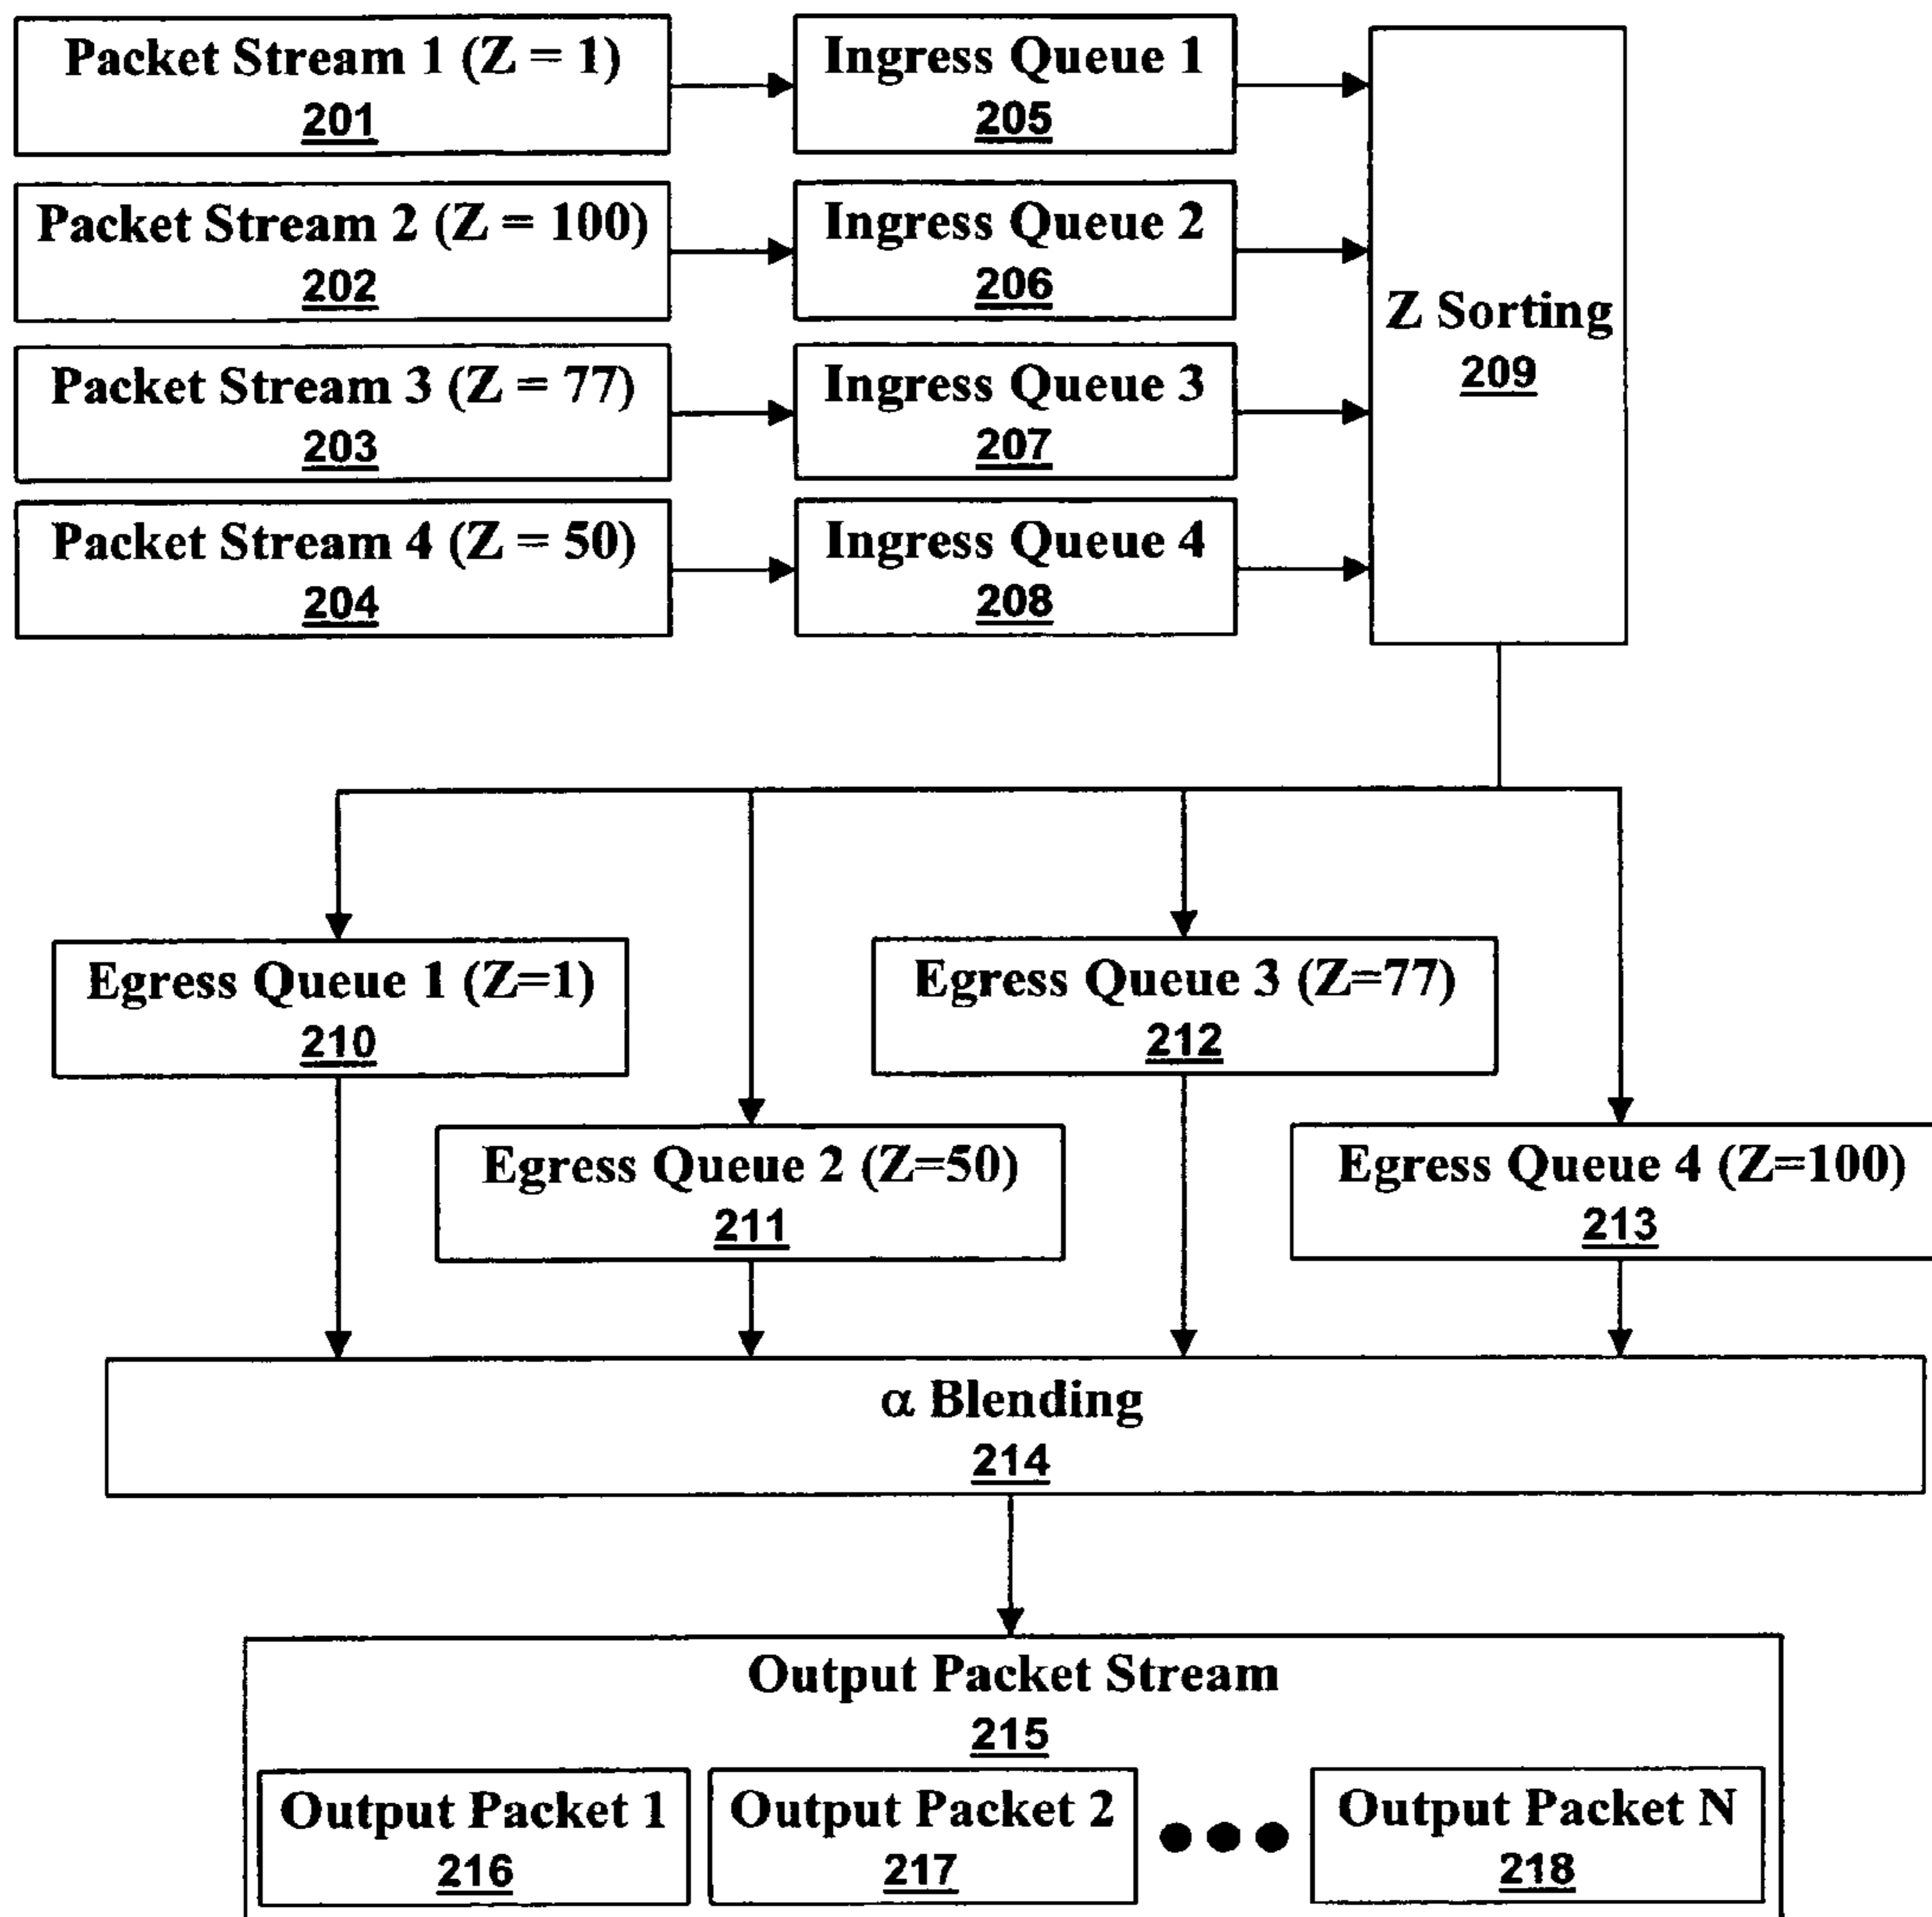 Packet Stream 1 (Z = 1)
201
Ingress Queue 1
205
Packet Stream 2 (Z = 100)
202
Ingress Queue 2
206
Z Sorting
209
Packet Stream 3 (Z = 77)
203
Ingress Queue 3
207
Packet Stream 4 (Z = 50)
204
Ingress Queue 4
208
Egress Queue 1 (Z=1)
210
Egress Queue 3 (Z=77)
212
Egress Queue 2 (Z=50)
211
Egress Queue 4 (Z=100)
213
α Blending
214
Output Packet Stream
215
Output Packet 1
216
Output Packet 2
217
Output Packet N
218